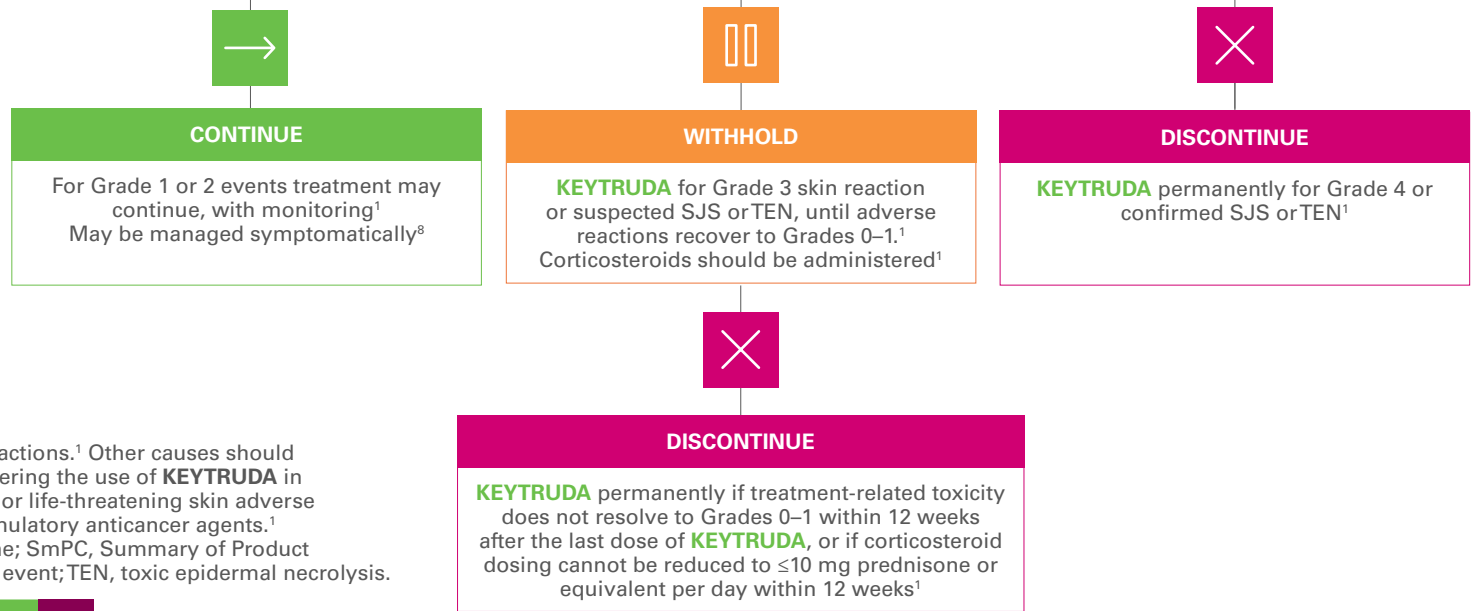 CONTINUE
For Grade 1 or 2 events treatment may
continue, with monitoring¹
May be managed symptomatically⁸
WITHHOLD
KEYTRUDA for Grade 3 skin reaction
or suspected SJS or TEN, until adverse
reactions recover to Grades 0–1.¹
Corticosteroids should be administered¹
DISCONTINUE
KEYTRUDA permanently for Grade 4 or
confirmed SJS or TEN¹
DISCONTINUE
KEYTRUDA permanently if treatment-related toxicity
does not resolve to Grades 0–1 within 12 weeks
after the last dose of KEYTRUDA, or if corticosteroid
dosing cannot be reduced to ≤10 mg prednisone or
equivalent per day within 12 weeks¹
actions.¹ Other causes should
ering the use of KEYTRUDA in
or life-threatening skin adverse
nulatory anticancer agents.¹
ne; SmPC, Summary of Product
event; TEN, toxic epidermal necrolysis.